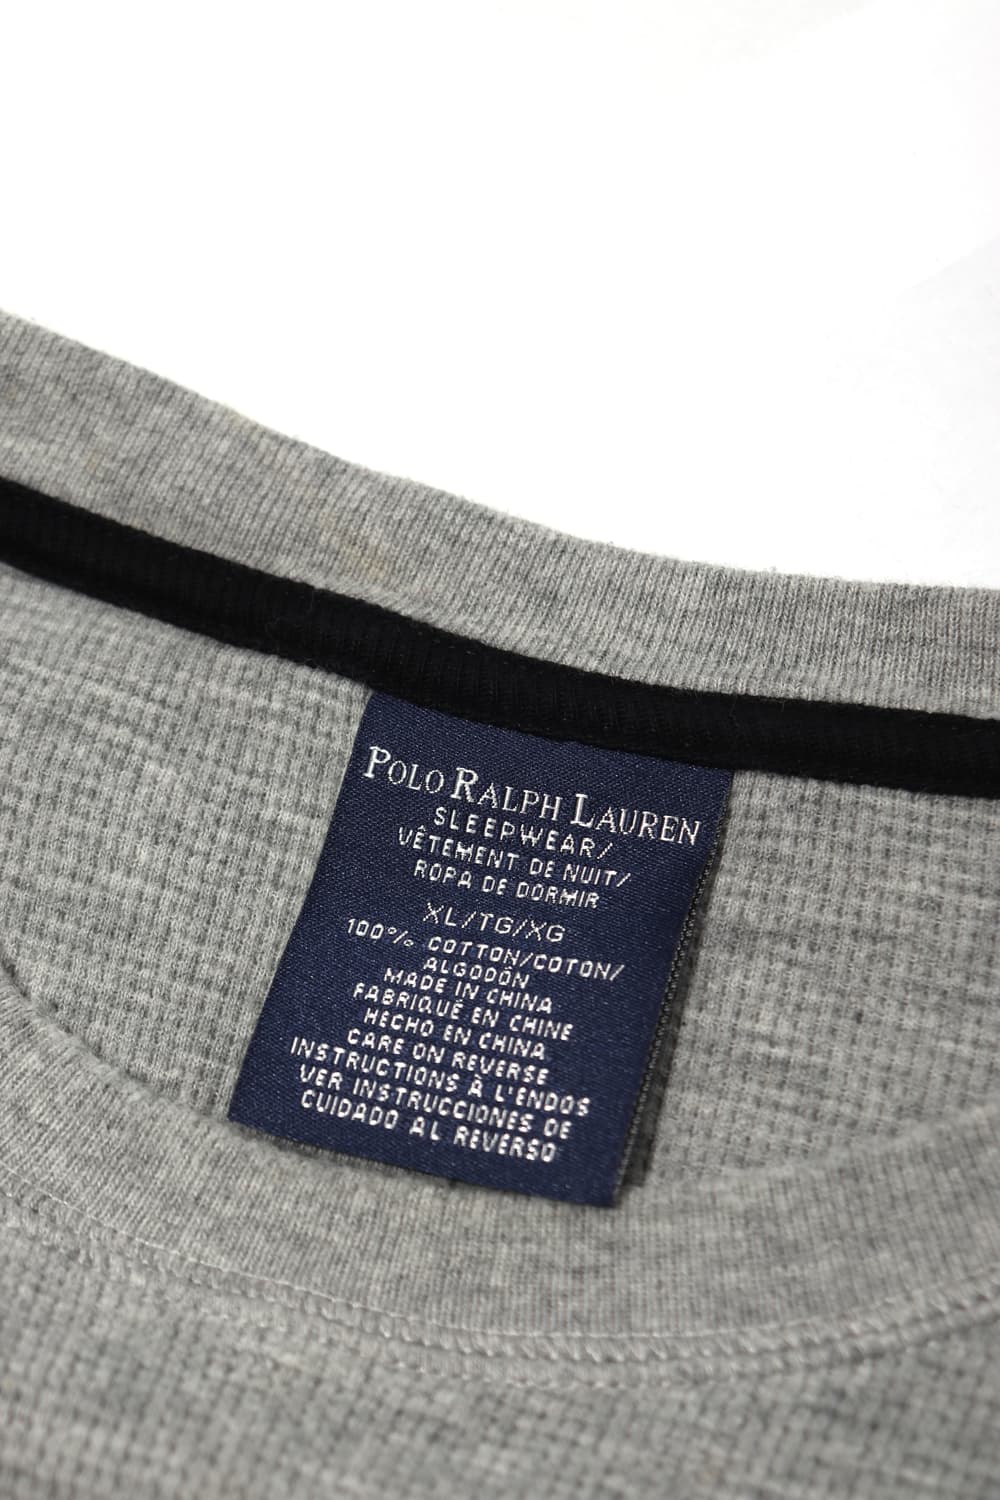 POLO RALPH LAUREN
SLEEPWEAR/
VÊTEMENT DE NUIT/
ROPA DE DORMIR
XL/TG/XG
100% COTTON/COTON/
ALGODÓN
MADE IN CHINA
FABRIQUÉ EN CHINE
HECHO EN CHINA
CARE ON REVERSE
INSTRUCTIONS À L'ENDOS
VER INSTRUCCIONES DE
CUIDADO AL REVERSO